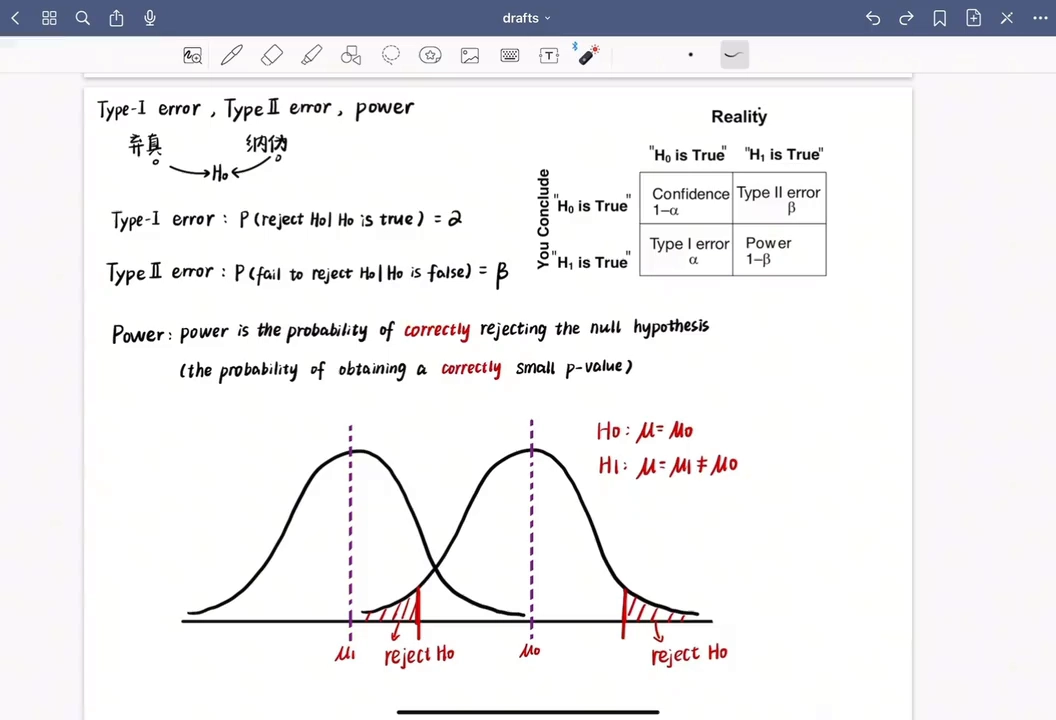 drafts
Type-I error, Type II error, power
弃真 纳伪
H₀
Type-I error: P(reject H₀|H₀ is true) = α
Type II error: P(fail to reject H₀|H₀ is false) = β
Power: power is the probability of correctly rejecting the null hypothesis
(the probability of obtaining a correctly small p-value)
Reality
"H₀ is True" "H₁ is True"
You Conclude
"H₀ is True" Confidence Type II error
1-α β
"H₁ is True" Type I error Power
α 1-β
H₀: μ = μ₀
H₁: μ = μ₁ ≠ μ₀
μ₁ reject H₀ μ₀ reject H₀